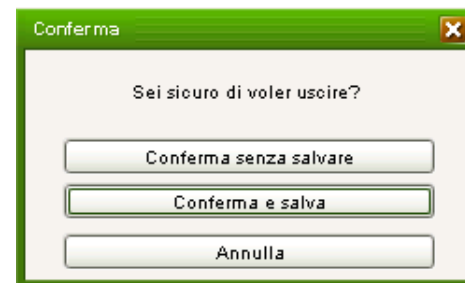 Conferma
Sei sicuro di voler uscire?
Conferma senza salvare
Conferma e salva
Annulla